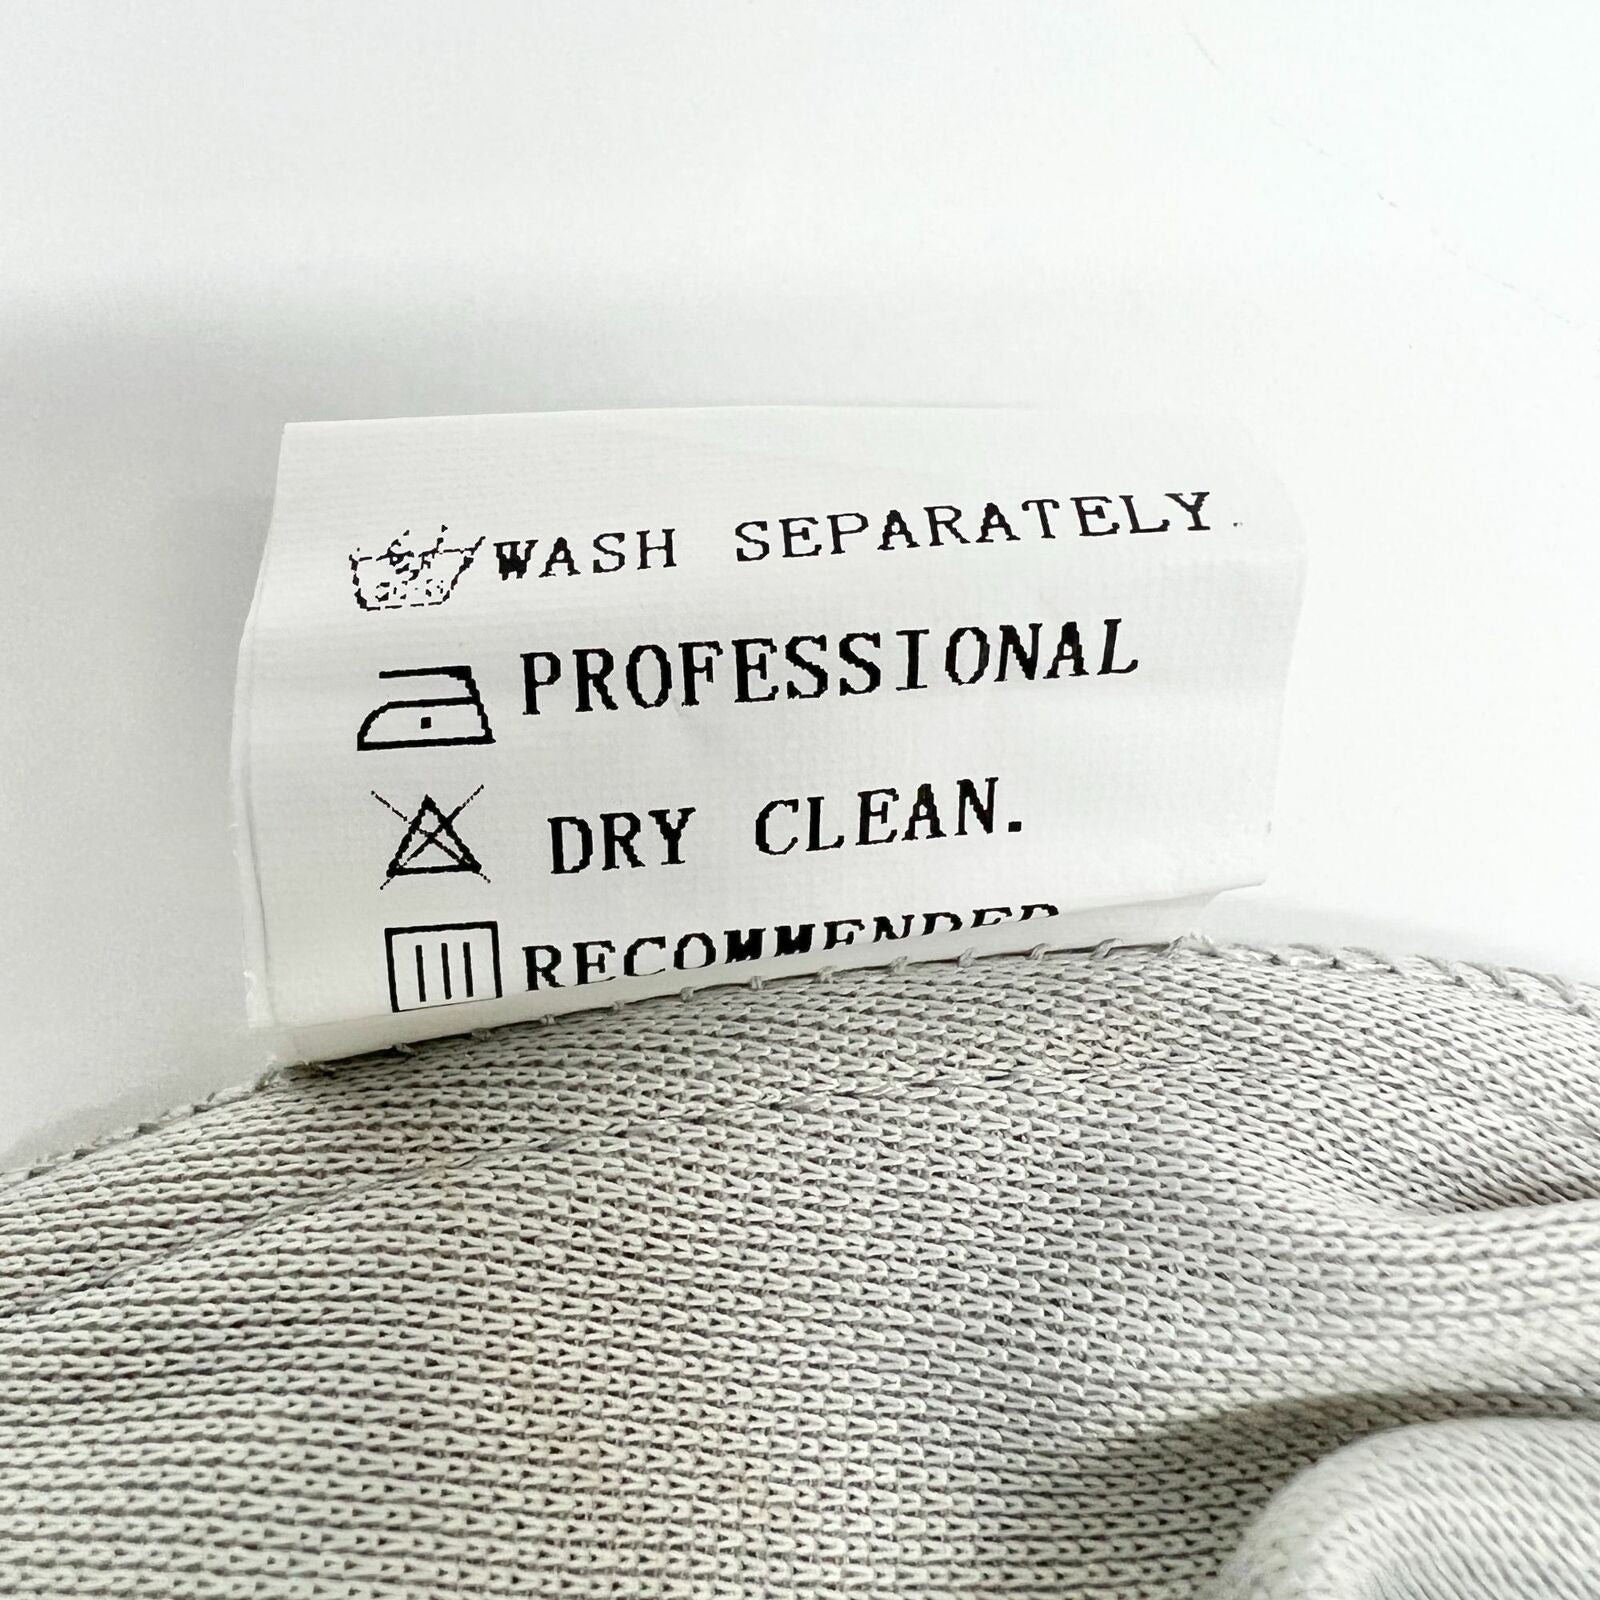 WASH SEPARATELY.
PROFESSIONAL
DRY CLEAN.
RECOMMENDED